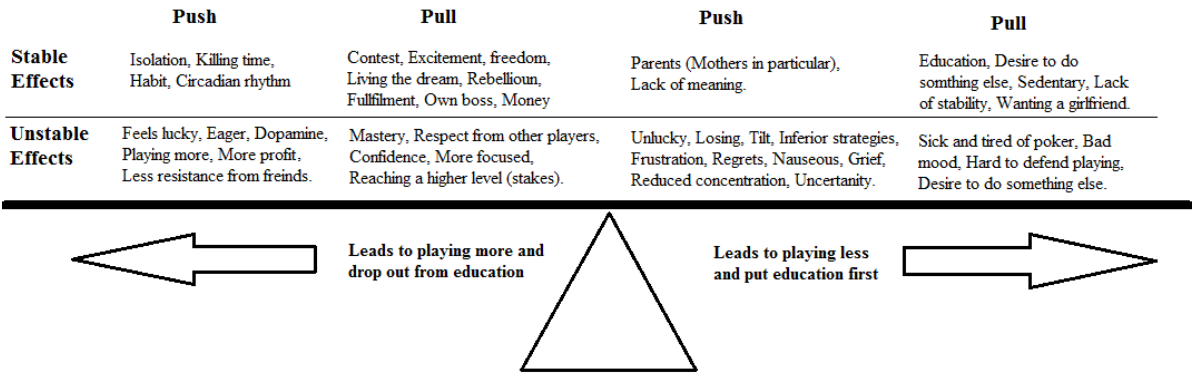 Push Pull Push Pull
Stable
Effects
Isolation, Killing time,
Habit, Circadian rhythm
Contest, Excitement, freedom,
Living the dream, Rebellioun,
Fullfilment, Own boss, Money
Parents (Mothers in particular),
Lack of meaning.
Education, Desire to do
somthing else, Sedentary, Lack
of stability, Wanting a girlfriend.
Unstable
Effects
Feels lucky, Eager, Dopamine,
Playing more, More profit,
Less resistance from freinds.
Mastery, Respect from other players,
Confidence, More focused,
Reaching a higher level (stakes).
Unlucky, Losing, Tilt, Inferior strategies,
Frustration, Regrets, Nauseous, Grief,
Reduced concentration, Uncertanity.
Sick and tired of poker, Bad
mood, Hard to defend playing,
Desire to do something else.
Leads to playing more and
drop out from education
Leads to playing less
and put education first